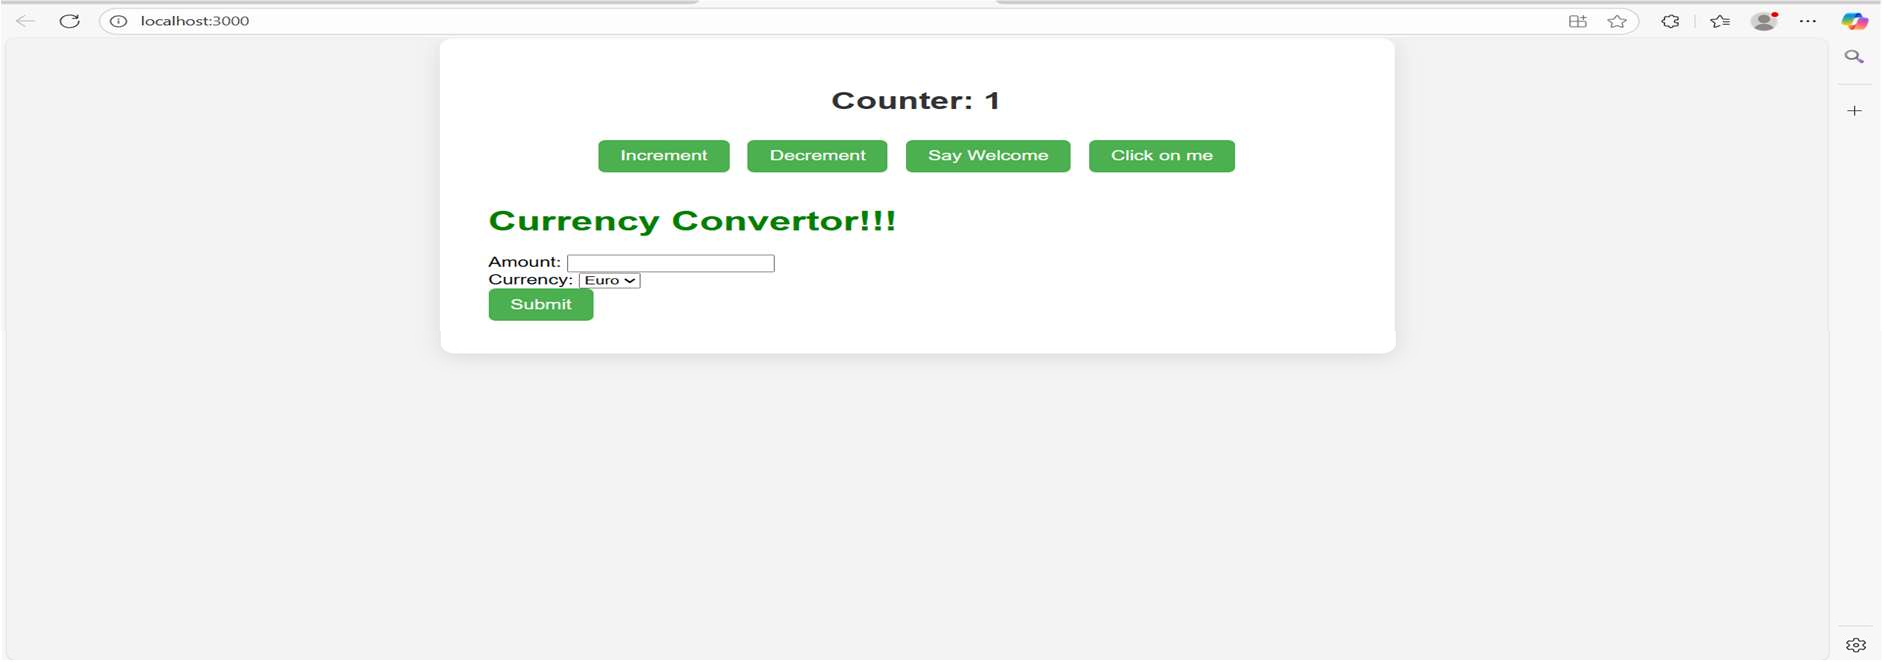 localhost:3000
Counter: 1
Increment Decrement Say Welcome Click on me
Currency Convertor!!!
Amount:
Currency: Euro
Submit